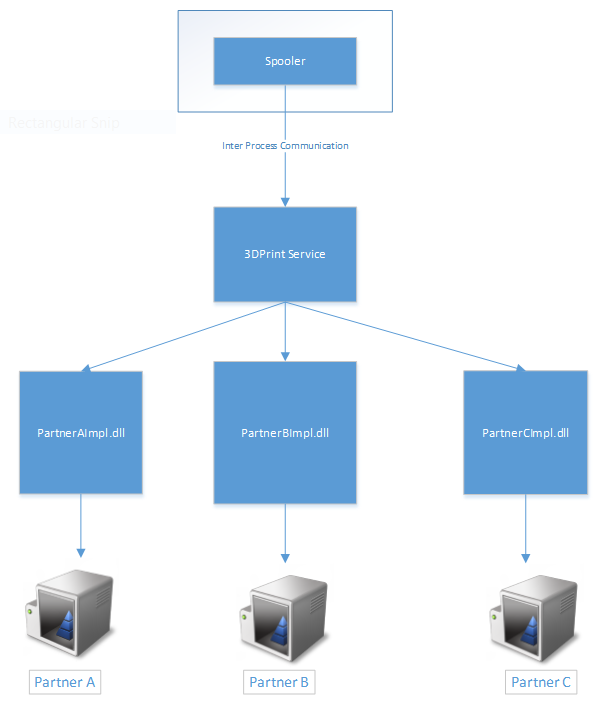 Spooler
Rectangular Snip
Inter Process Communication
3DPrint Service
PartnerAImpl.dll
PartnerBImpl.dll
PartnerCImpl.dll
Partner A
Partner B
Partner C